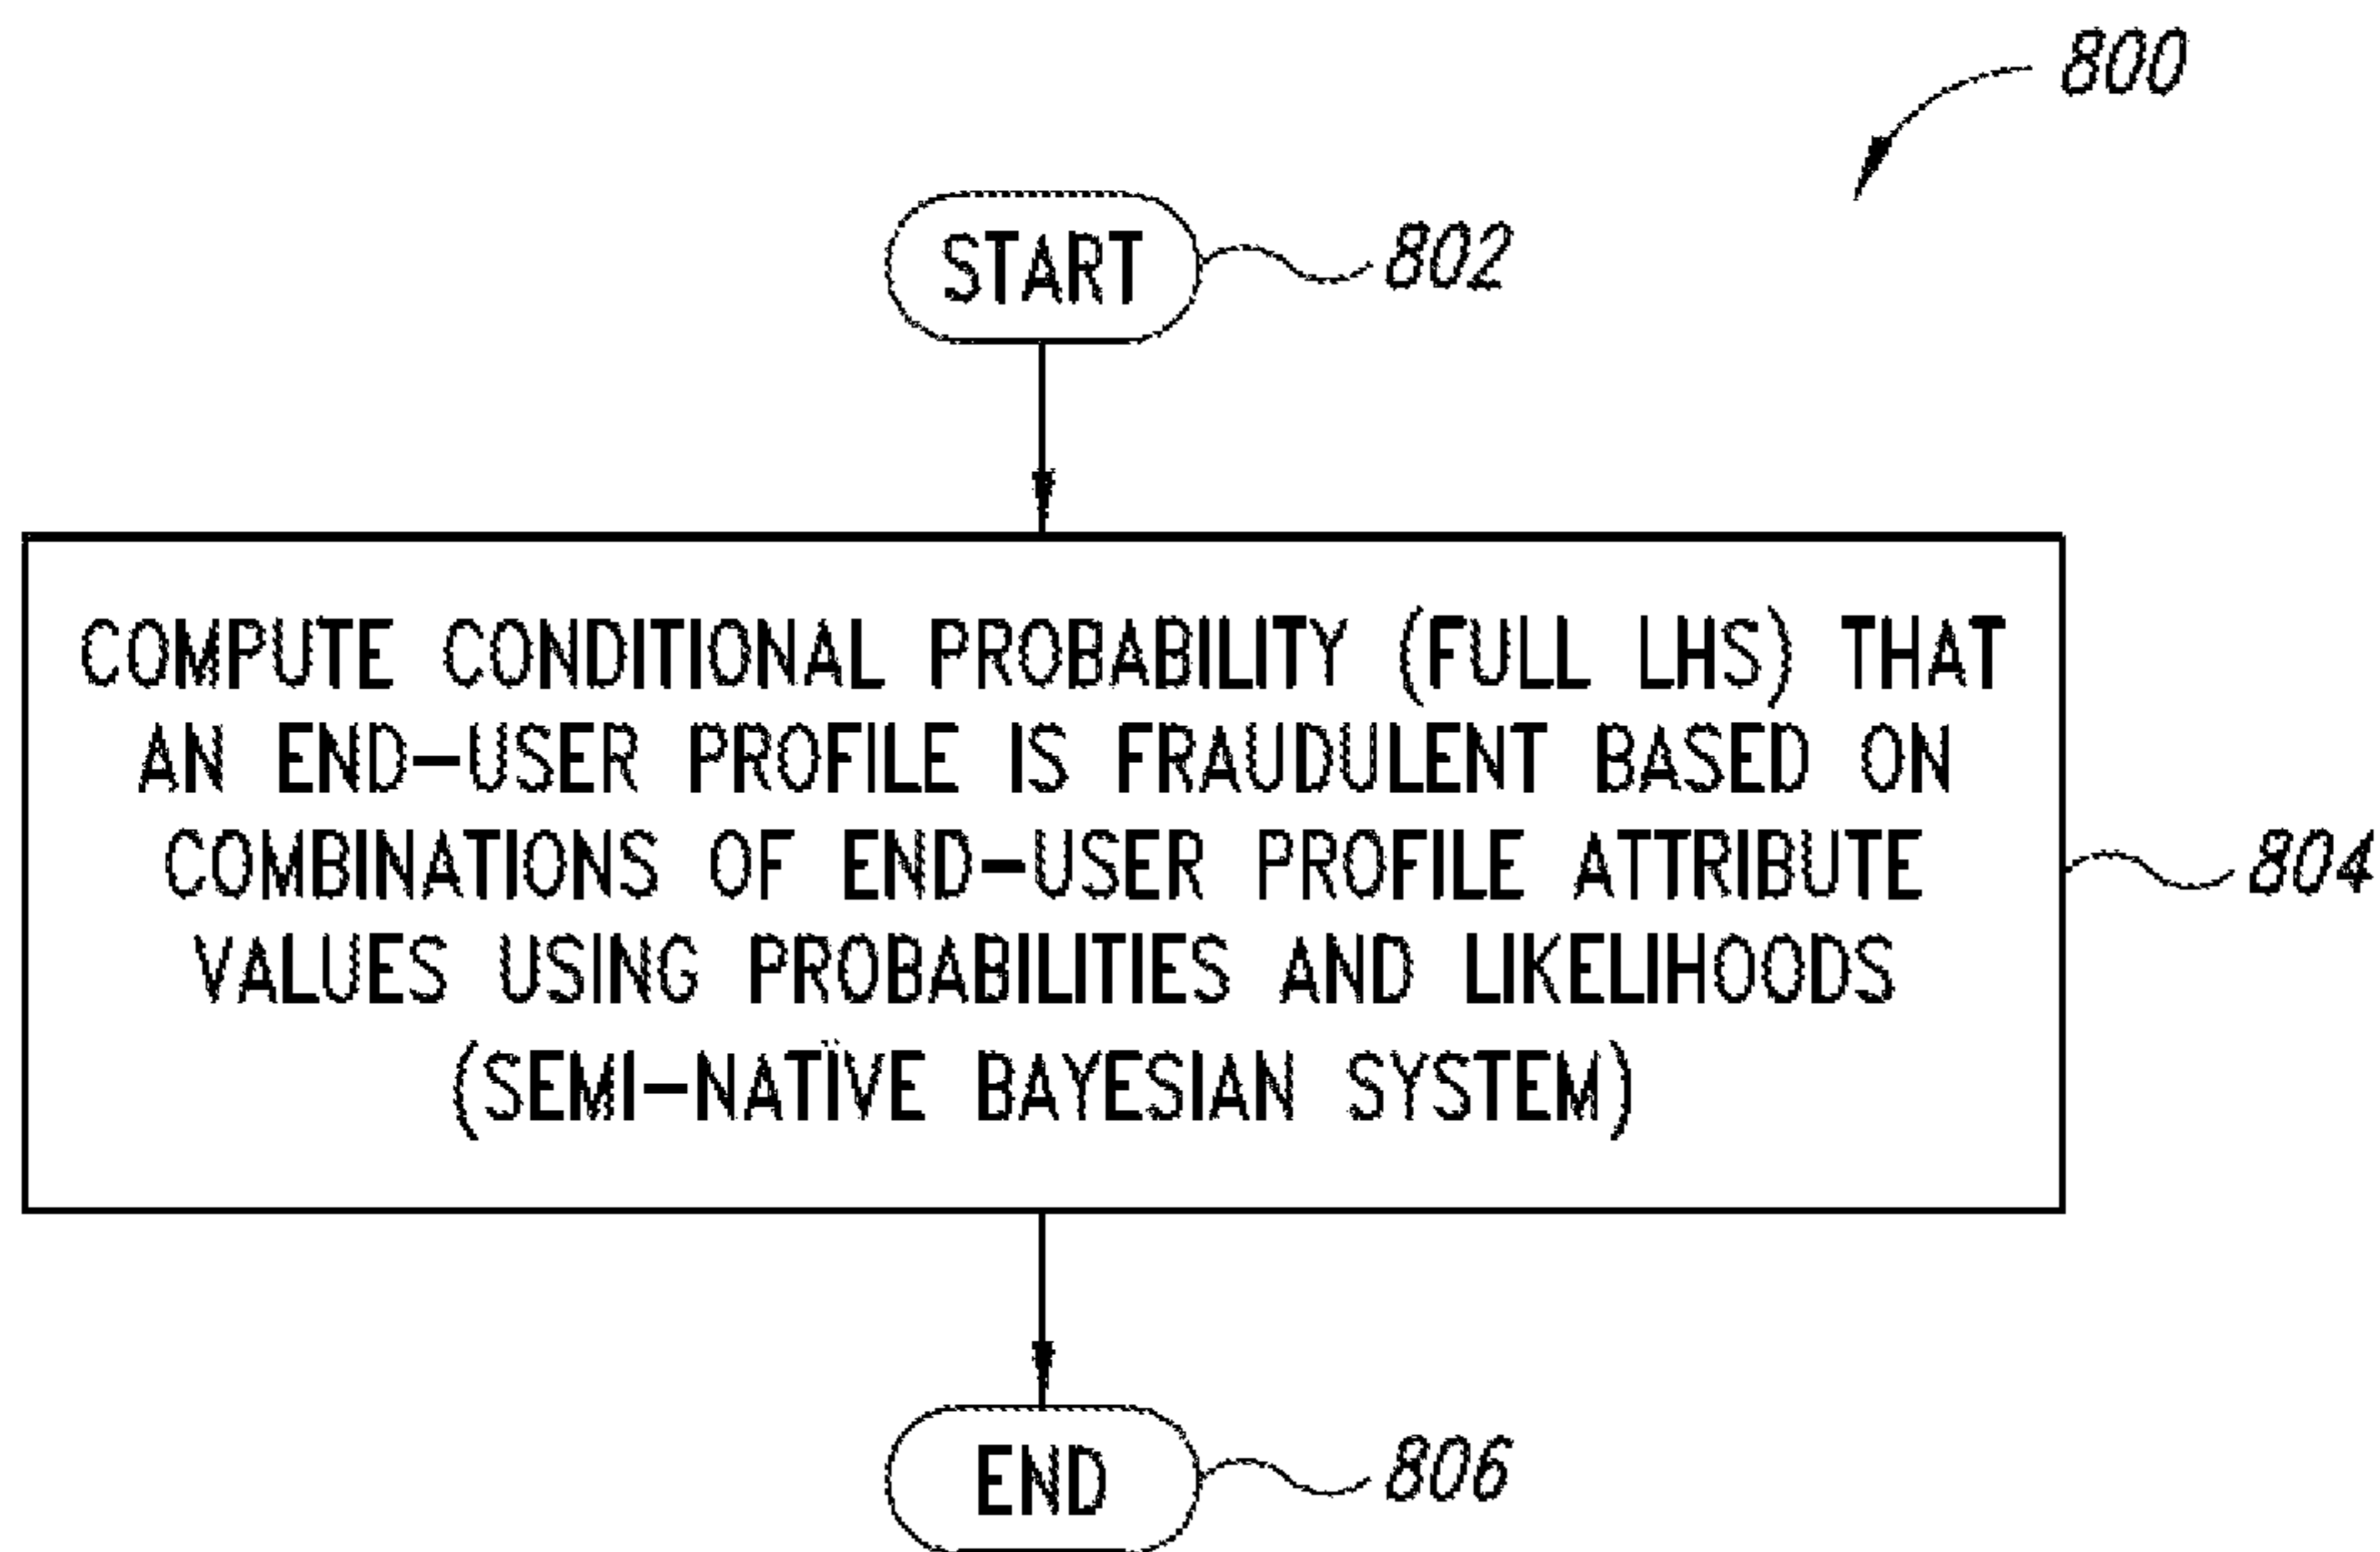 800
START
802
COMPUTE CONDITIONAL PROBABILITY (FULL LHS) THAT
AN END-USER PROFILE IS FRAUDULENT BASED ON
COMBINATIONS OF END-USER PROFILE ATTRIBUTE
VALUES USING PROBABILITIES AND LIKELIHOODS
(SEMI-NATÏVE BAYESIAN SYSTEM)
804
END
806